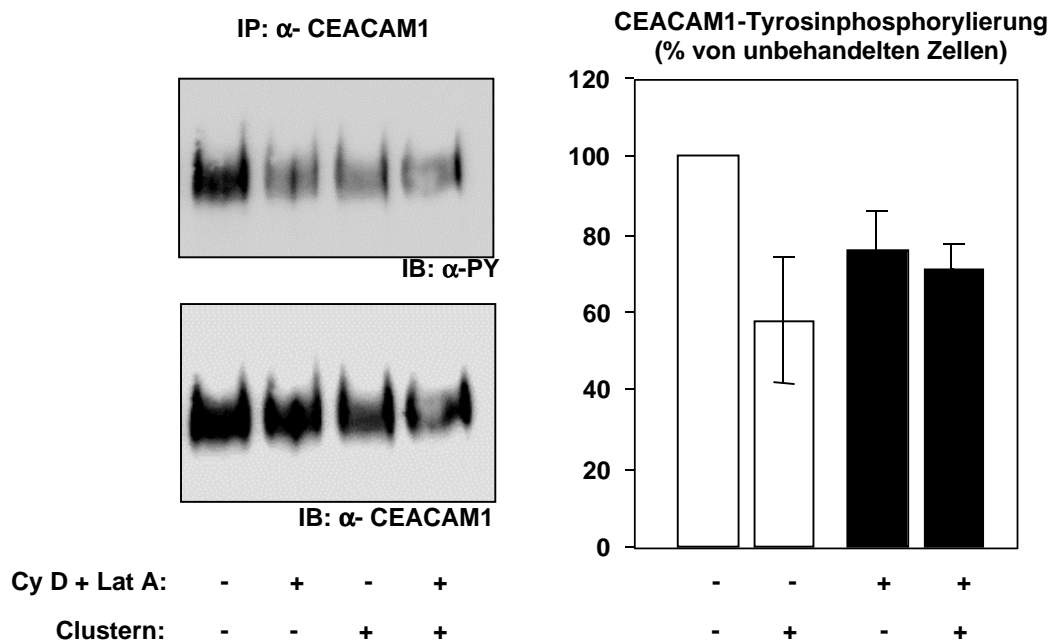 IP: α- CEACAM1
IB: α-PY
IB: α- CEACAM1
CEACAM1-Tyrosinphosphorylierung
(% von unbehandelten Zellen)
120
100
80
60
40
20
0
Cy D + Lat A: - + - + - - + +
Clustern: - - + + - + - +